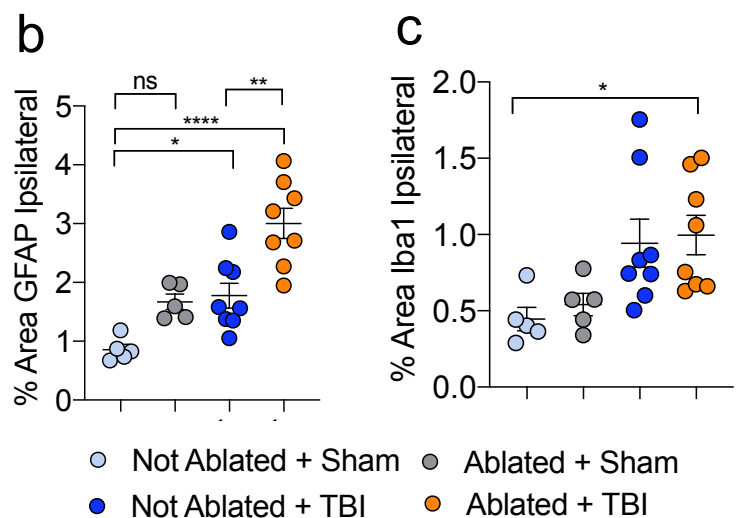 b
c
ns
**
****
*
% Area GFAP Ipsilateral
5
4
3
2
1
0
*
% Area Iba1 Ipsilateral
2.0
1.5
1.0
0.5
0.0
Not Ablated + Sham
Ablated + Sham
Not Ablated + TBI
Ablated + TBI